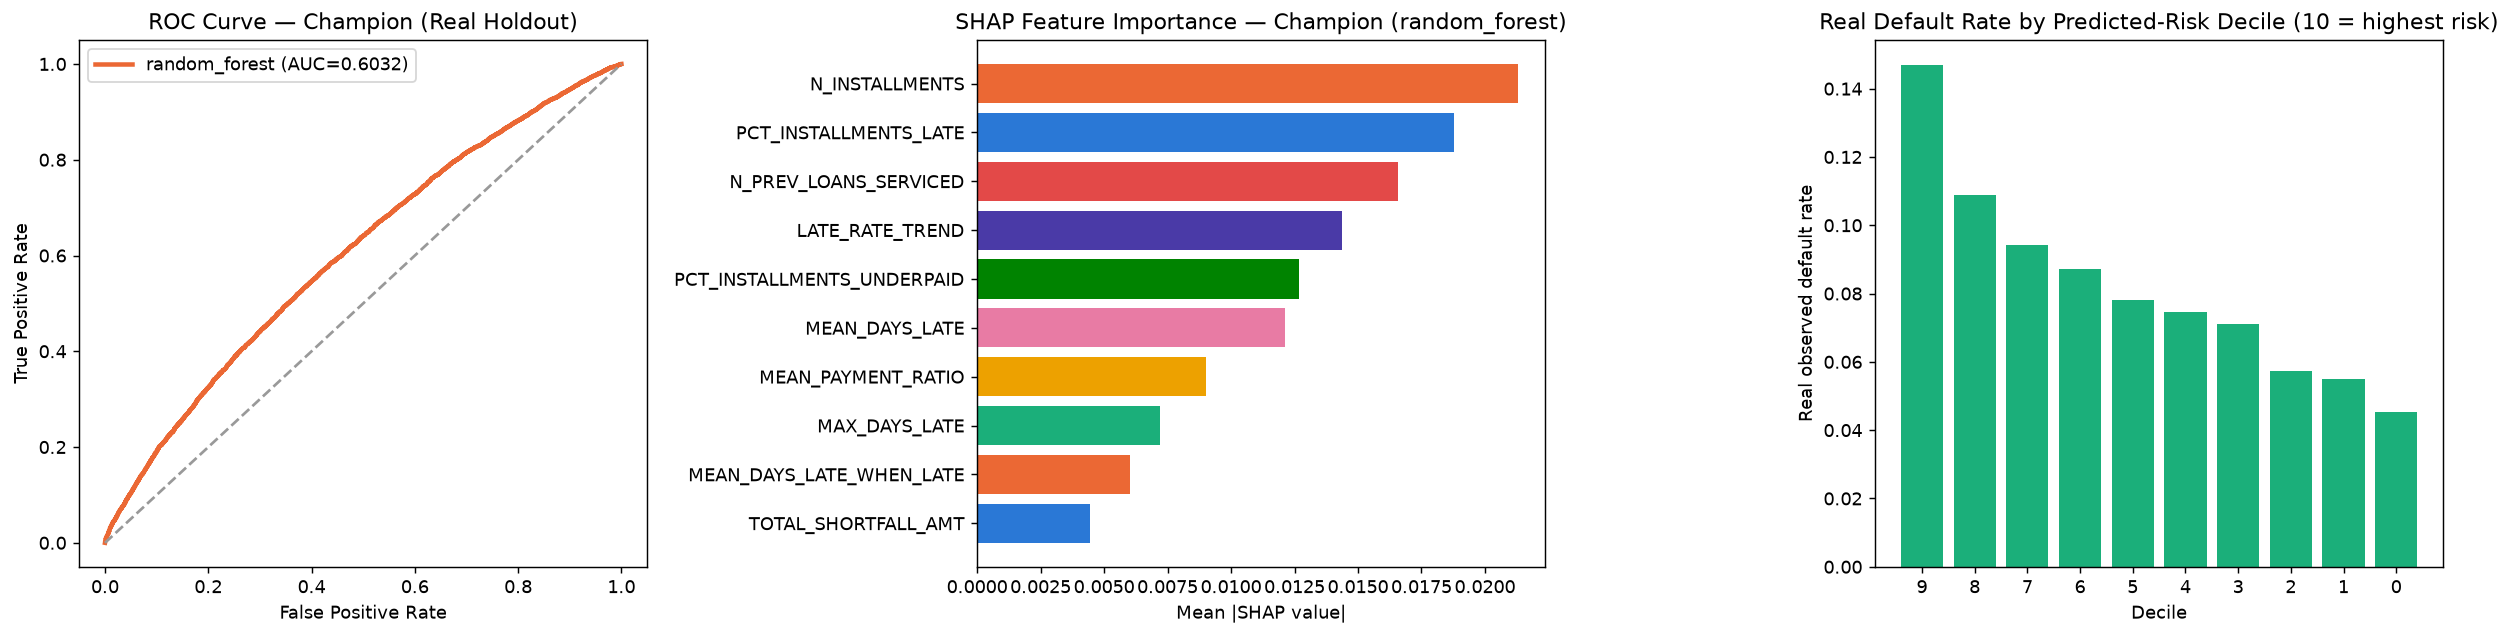 ROC Curve — Champion (Real Holdout)
random_forest (AUC=0.6032)
1.0
0.8
0.6
0.4
0.2
0.0
True Positive Rate
0.0 0.2 0.4 0.6 0.8 1.0
False Positive Rate
SHAP Feature Importance — Champion (random_forest)
N_INSTALLMENTS
PCT_INSTALLMENTS_LATE
N_PREV_LOANS_SERVICED
LATE_RATE_TREND
PCT_INSTALLMENTS_UNDERPAID
MEAN_DAYS_LATE
MEAN_PAYMENT_RATIO
MAX_DAYS_LATE
MEAN_DAYS_LATE_WHEN_LATE
TOTAL_SHORTFALL_AMT
0.0000 0.0025 0.0050 0.0075 0.0100 0.0125 0.0150 0.0175 0.0200
Mean |SHAP value|
Real Default Rate by Predicted-Risk Decile (10 = highest risk)
0.14
0.12
0.10
0.08
0.06
0.04
0.02
0.00
Real observed default rate
9 8 7 6 5 4 3 2 1 0
Decile